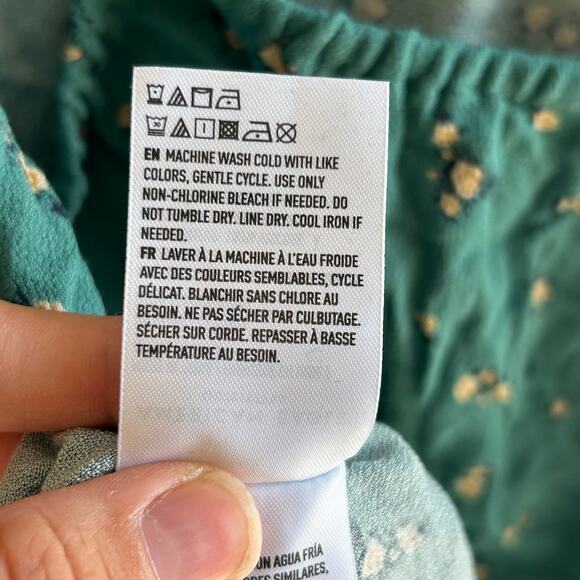 30
EN MACHINE WASH COLD WITH LIKE
COLORS, GENTLE CYCLE. USE ONLY
NON-CHLORINE BLEACH IF NEEDED. DO
NOT TUMBLE DRY. LINE DRY. COOL IRON IF
NEEDED.
FR LAVER À LA MACHINE À L'EAU FROIDE
AVEC DES COULEURS SEMBLABLES, CYCLE
DÉLICAT. BLANCHIR SANS CHLORE AU
BESOIN. NE PAS SÉCHER PAR CULBUTAGE.
SÉCHER SUR CORDE. REPASSER À BASSE
TEMPÉRATURE AU BESOIN.
AGUA FRÍA
SIMILARES,